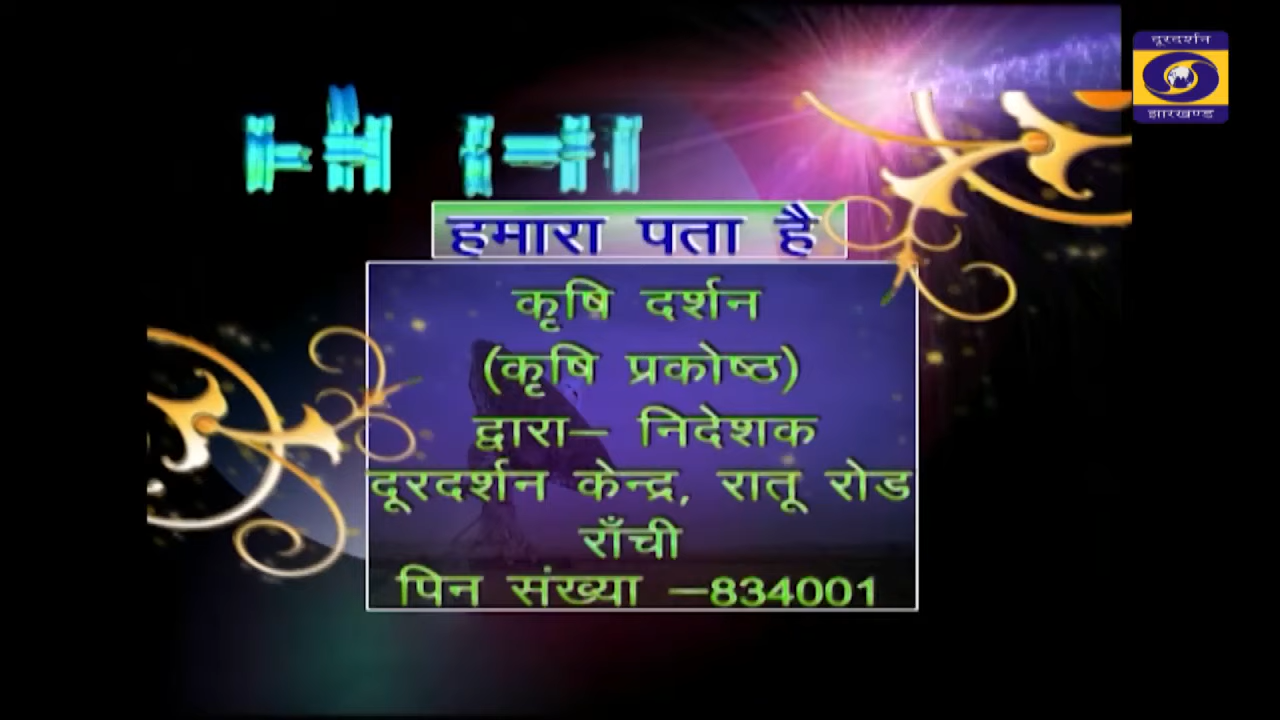 दूरदर्शन
झारखण्ड
हमारा पता है
कृषि दर्शन
(कृषि प्रकोष्ठ)
द्वारा– निदेशक
दूरदर्शन केन्द्र, रातू रोड
राँची
पिन संख्या –834001